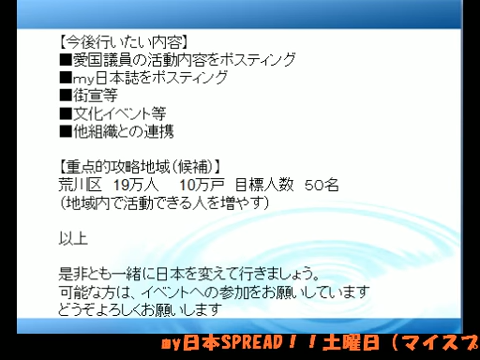 【今後行いたい内容】
■愛国議員の活動内容をポスティング
■my日本誌をポスティング
■街宣等
■文化イベント等
■他組織との連携
【重点的攻略地域(候補)】
荒川区 19万人 10万戸 目標人数 50名
(地域内で活動できる人を増やす)
以上
是非とも一緒に日本を変えて行きましょう。
可能な方は、イベントへの参加をお願いしています
どうぞよろしくお願いします
my日本SPREAD！！土曜日（マイスプ